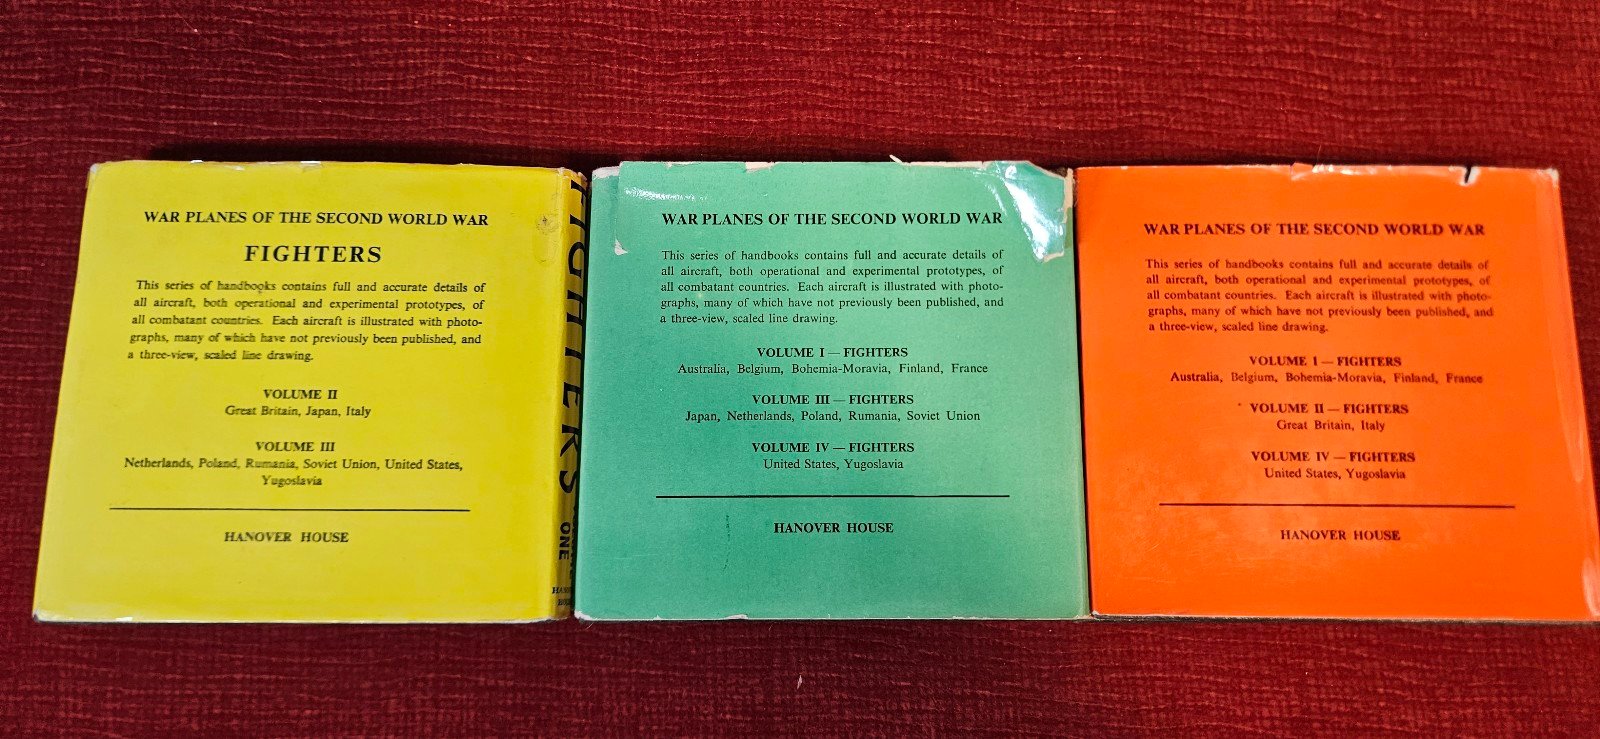 WAR PLANES OF THE SECOND WORLD WAR
FIGHTERS
This series of handbooks contains full and accurate details of
all aircraft, both operational and experimental prototypes, of
all combatant countries. Each aircraft is illustrated with photo-
graphs, many of which have not previously been published, and
a three-view, scaled line drawing.
VOLUME II
Great Britain, Japan, Italy
VOLUME III
Netherlands, Poland, Rumania, Soviet Union, United States,
Yugoslavia
HANOVER HOUSE
FIGHTERS
ONE
WAR PLANES OF THE SECOND WORLD WAR
This series of handbooks contains full and accurate details of
all aircraft, both operational and experimental prototypes, of
all combatant countries. Each aircraft is illustrated with photo-
graphs, many of which have not previously been published, and
a three-view, scaled line drawing.
VOLUME I — FIGHTERS
Australia, Belgium, Bohemia-Moravia, Finland, France
VOLUME III — FIGHTERS
Japan, Netherlands, Poland, Rumania, Soviet Union
VOLUME IV — FIGHTERS
United States, Yugoslavia
HANOVER HOUSE
WAR PLANES OF THE SECOND WORLD WAR
This series of handbooks contains full and accurate details of
all aircraft, both operational and experimental prototypes, of
all combatant countries. Each aircraft is illustrated with photo-
graphs, many of which have not previously been published, and
a three-view, scaled line drawing.
VOLUME I — FIGHTERS
Australia, Belgium, Bohemia-Moravia, Finland, France
VOLUME II — FIGHTERS
Great Britain, Italy
VOLUME IV — FIGHTERS
United States, Yugoslavia
HANOVER HOUSE